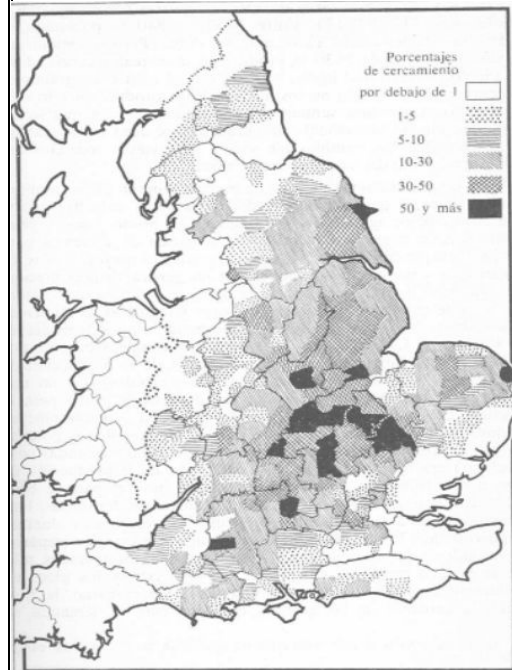 Porcentajes
de cercamiento
por debajo de 1
1-5
5-10
10-30
30-50
50 y más